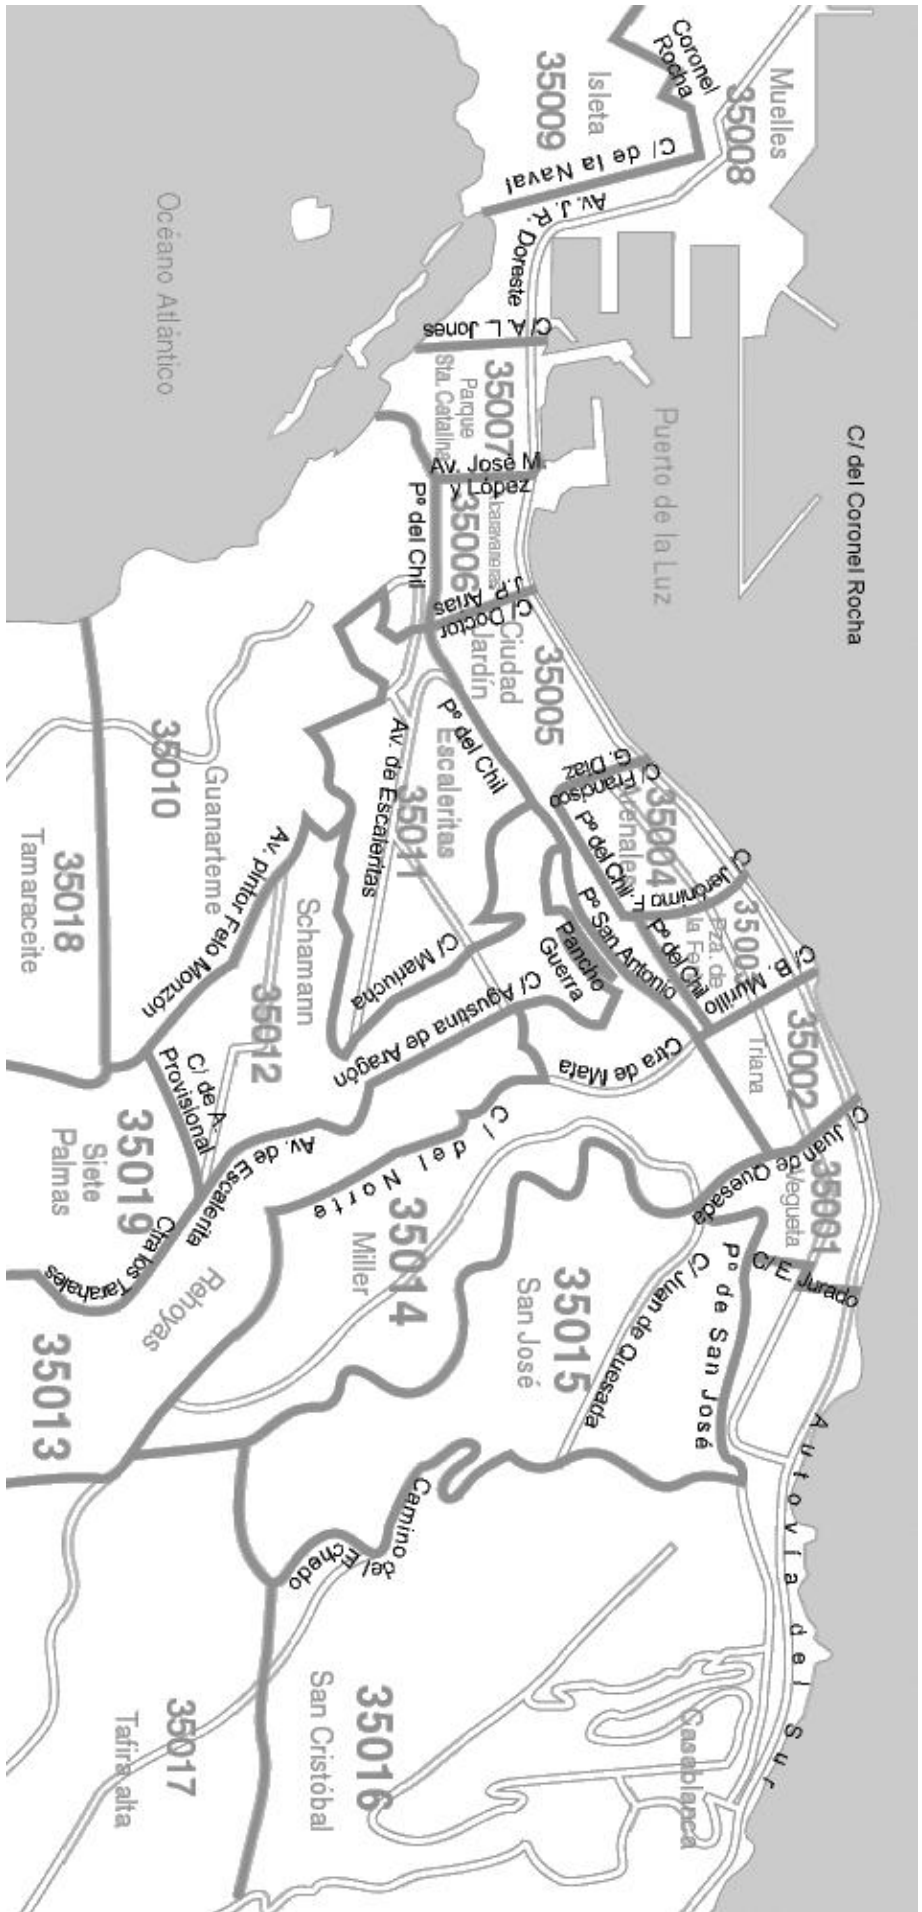 Coronel
Rocha
Muelles
35008
Isleta
35009
C/ de la Naval
Av. J. R. Doreste
Océano Atlántico
C/ A. L. Jones
35007
Parque
Sta. Catalina
Puerto de la Luz
C/ del Coronel Rocha
Av. José M.
y López
Pº del Chil
35006
C/ Doctor
J.P. Arias
Ciudad
Jardín
35005
Pº del Chil
Escaleritas
35011
Av. de Escaleritas
C/ Francisco
G. Díaz
35004
Arenales
Pº del Chil
C/ Jerónimo F.
35003
Pza. de
la Feria
Pº del Chil
C/ B. Murillo
35010
Guanarteme
35018
Tamaraceite
Av. pintor Felo Monzón
Schamann
35012
C/ Mariucha
C/ Agustina de Aragón
Pancho
Guerra
Pº San Antonio
Ctra de Mata
35002
Triana
C/ Juan de Quesada
35001
Vegueta
C/ E. Jurado
C/ de A.
Provisional
35019
Siete
Palmas
Av. de Escalerita
Ctra los Tarahales
C/ del Norte
35014
Miller
Rehoyas
35015
San José
C/ Juan de Quesada
Pº de San José
35013
Autovía del Sur
Camino
del Echedo
35016
San Cristóbal
Casablanca
35017
Tafira alta